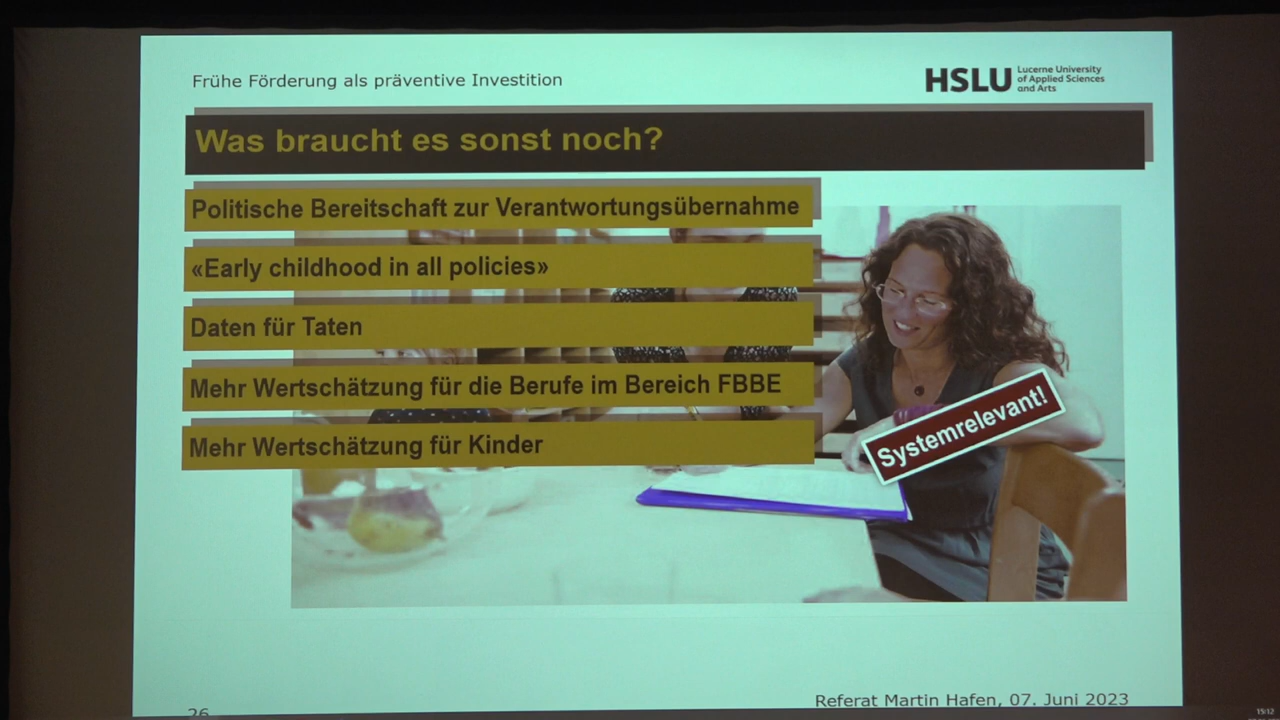 Frühe Förderung als präventive Investition
HSLU
Lucerne University
of Applied Sciences
and Arts
Was braucht es sonst noch?
Politische Bereitschaft zur Verantwortungsübernahme
«Early childhood in all policies»
Daten für Taten
Mehr Wertschätzung für die Berufe im Bereich FBBE
Mehr Wertschätzung für Kinder
Systemrelevant!
26
Referat Martin Hafen, 07. Juni 2023
15:12